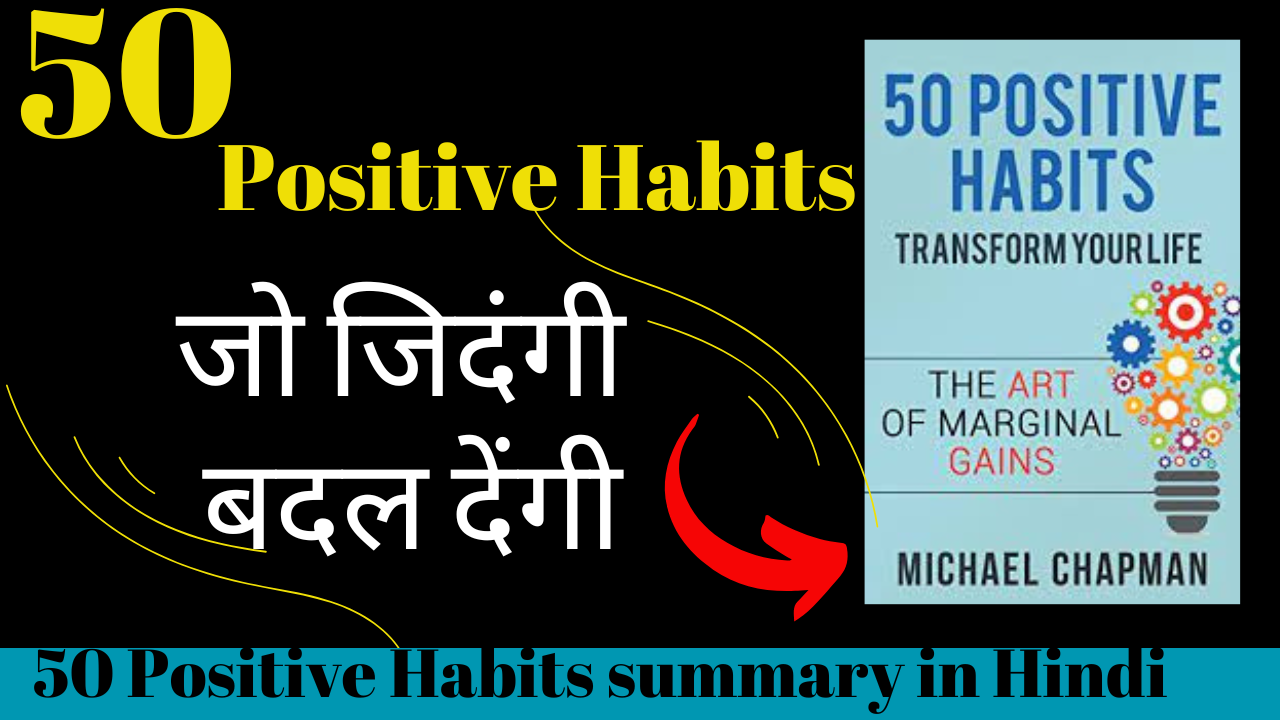 50
Positive Habits
जो जिदंगी
बदल देंगी
50 POSITIVE
HABITS
TRANSFORM YOUR LIFE
THE ART
OF MARGINAL
GAINS
MICHAEL CHAPMAN
50 Positive Habits summary in Hindi